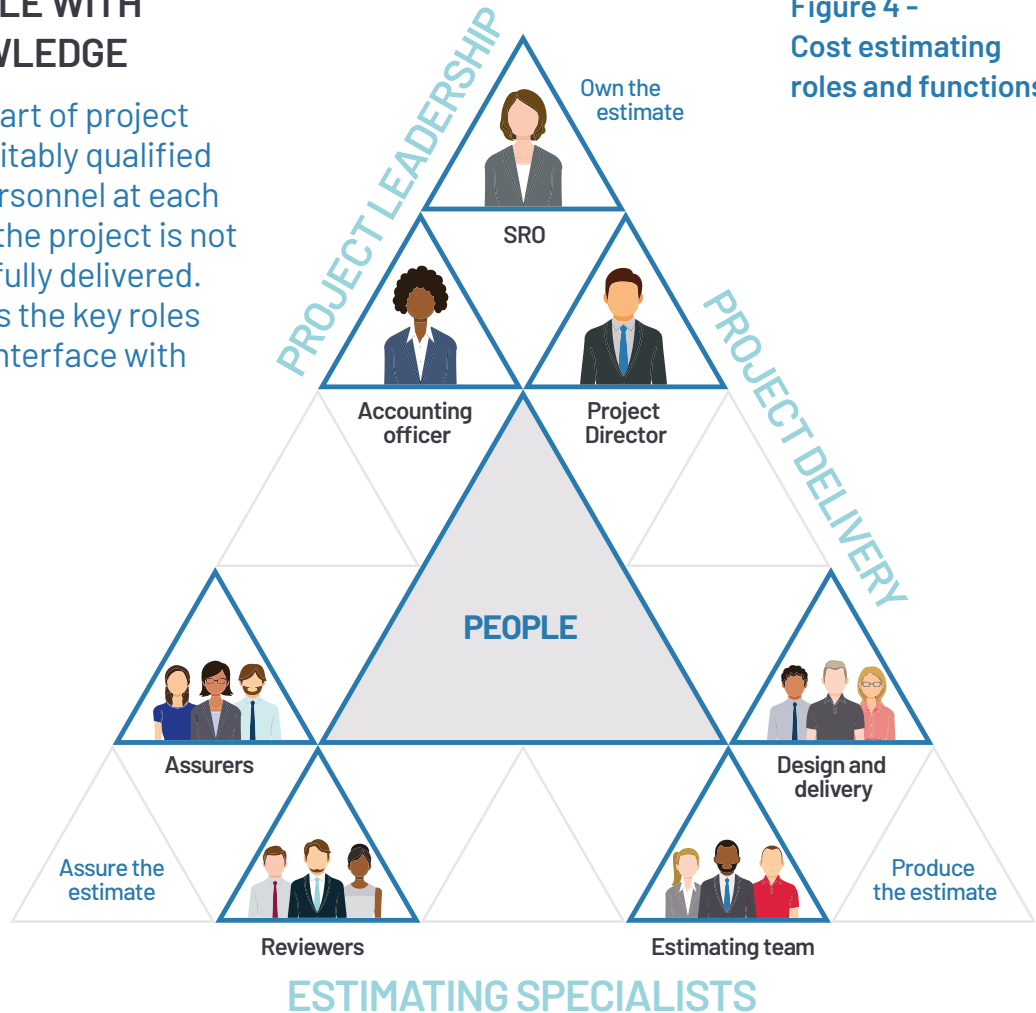 LE WITH
WLEDGE
art of project
itably qualified
rsonnel at each
the project is not
fully delivered.
s the key roles
nterface with
Figure 4 -
Cost estimating
roles and functions
PROJECT LEADERSHIP
Own the
estimate
SRO
Accounting
officer
Project
Director
PROJECT DELIVERY
PEOPLE
Assurers
Design and
delivery
Assure the
estimate
Produce
the estimate
Reviewers
Estimating team
ESTIMATING SPECIALISTS